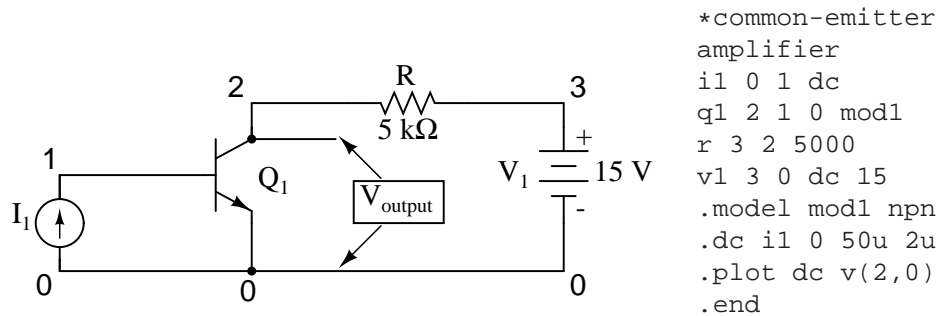 2
R
3
5 kΩ
1
Q1
V1
+
15 V
-
I1
Voutput
0
0
0
*common-emitter
amplifier
i1 0 1 dc
q1 2 1 0 mod1
r 3 2 5000
v1 3 0 dc 15
.model mod1 npn
.dc i1 0 50u 2u
.plot dc v(2,0)
.end